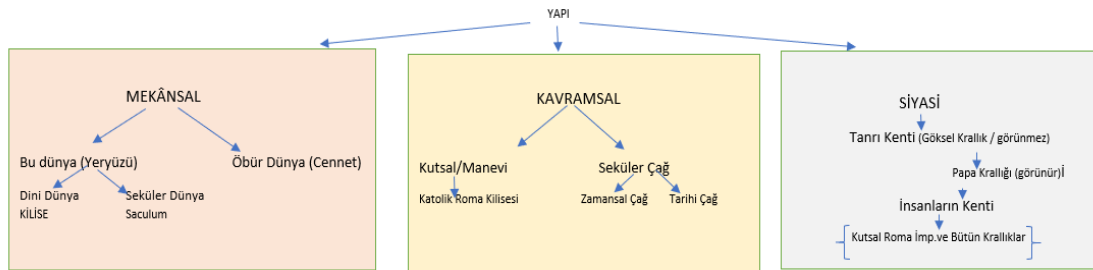 YAPI
MEKÂNSAL
Bu dünya (Yeryüzü)
Öbür Dünya (Cennet)
Dini Dünya
KİLİSE
Seküler Dünya
Saculum
KAVRAMSAL
Kutsal/Manevi
Seküler Çağ
Katolik Roma Kilisesi
Zamansal Çağ
Tarihi Çağ
SİYASİ
Tanrı Kenti (Göksel Krallık / görünmez)
Papa Krallığı (görünür)İ
İnsanların Kenti
Kutsal Roma İmp.ve Bütün Krallıklar